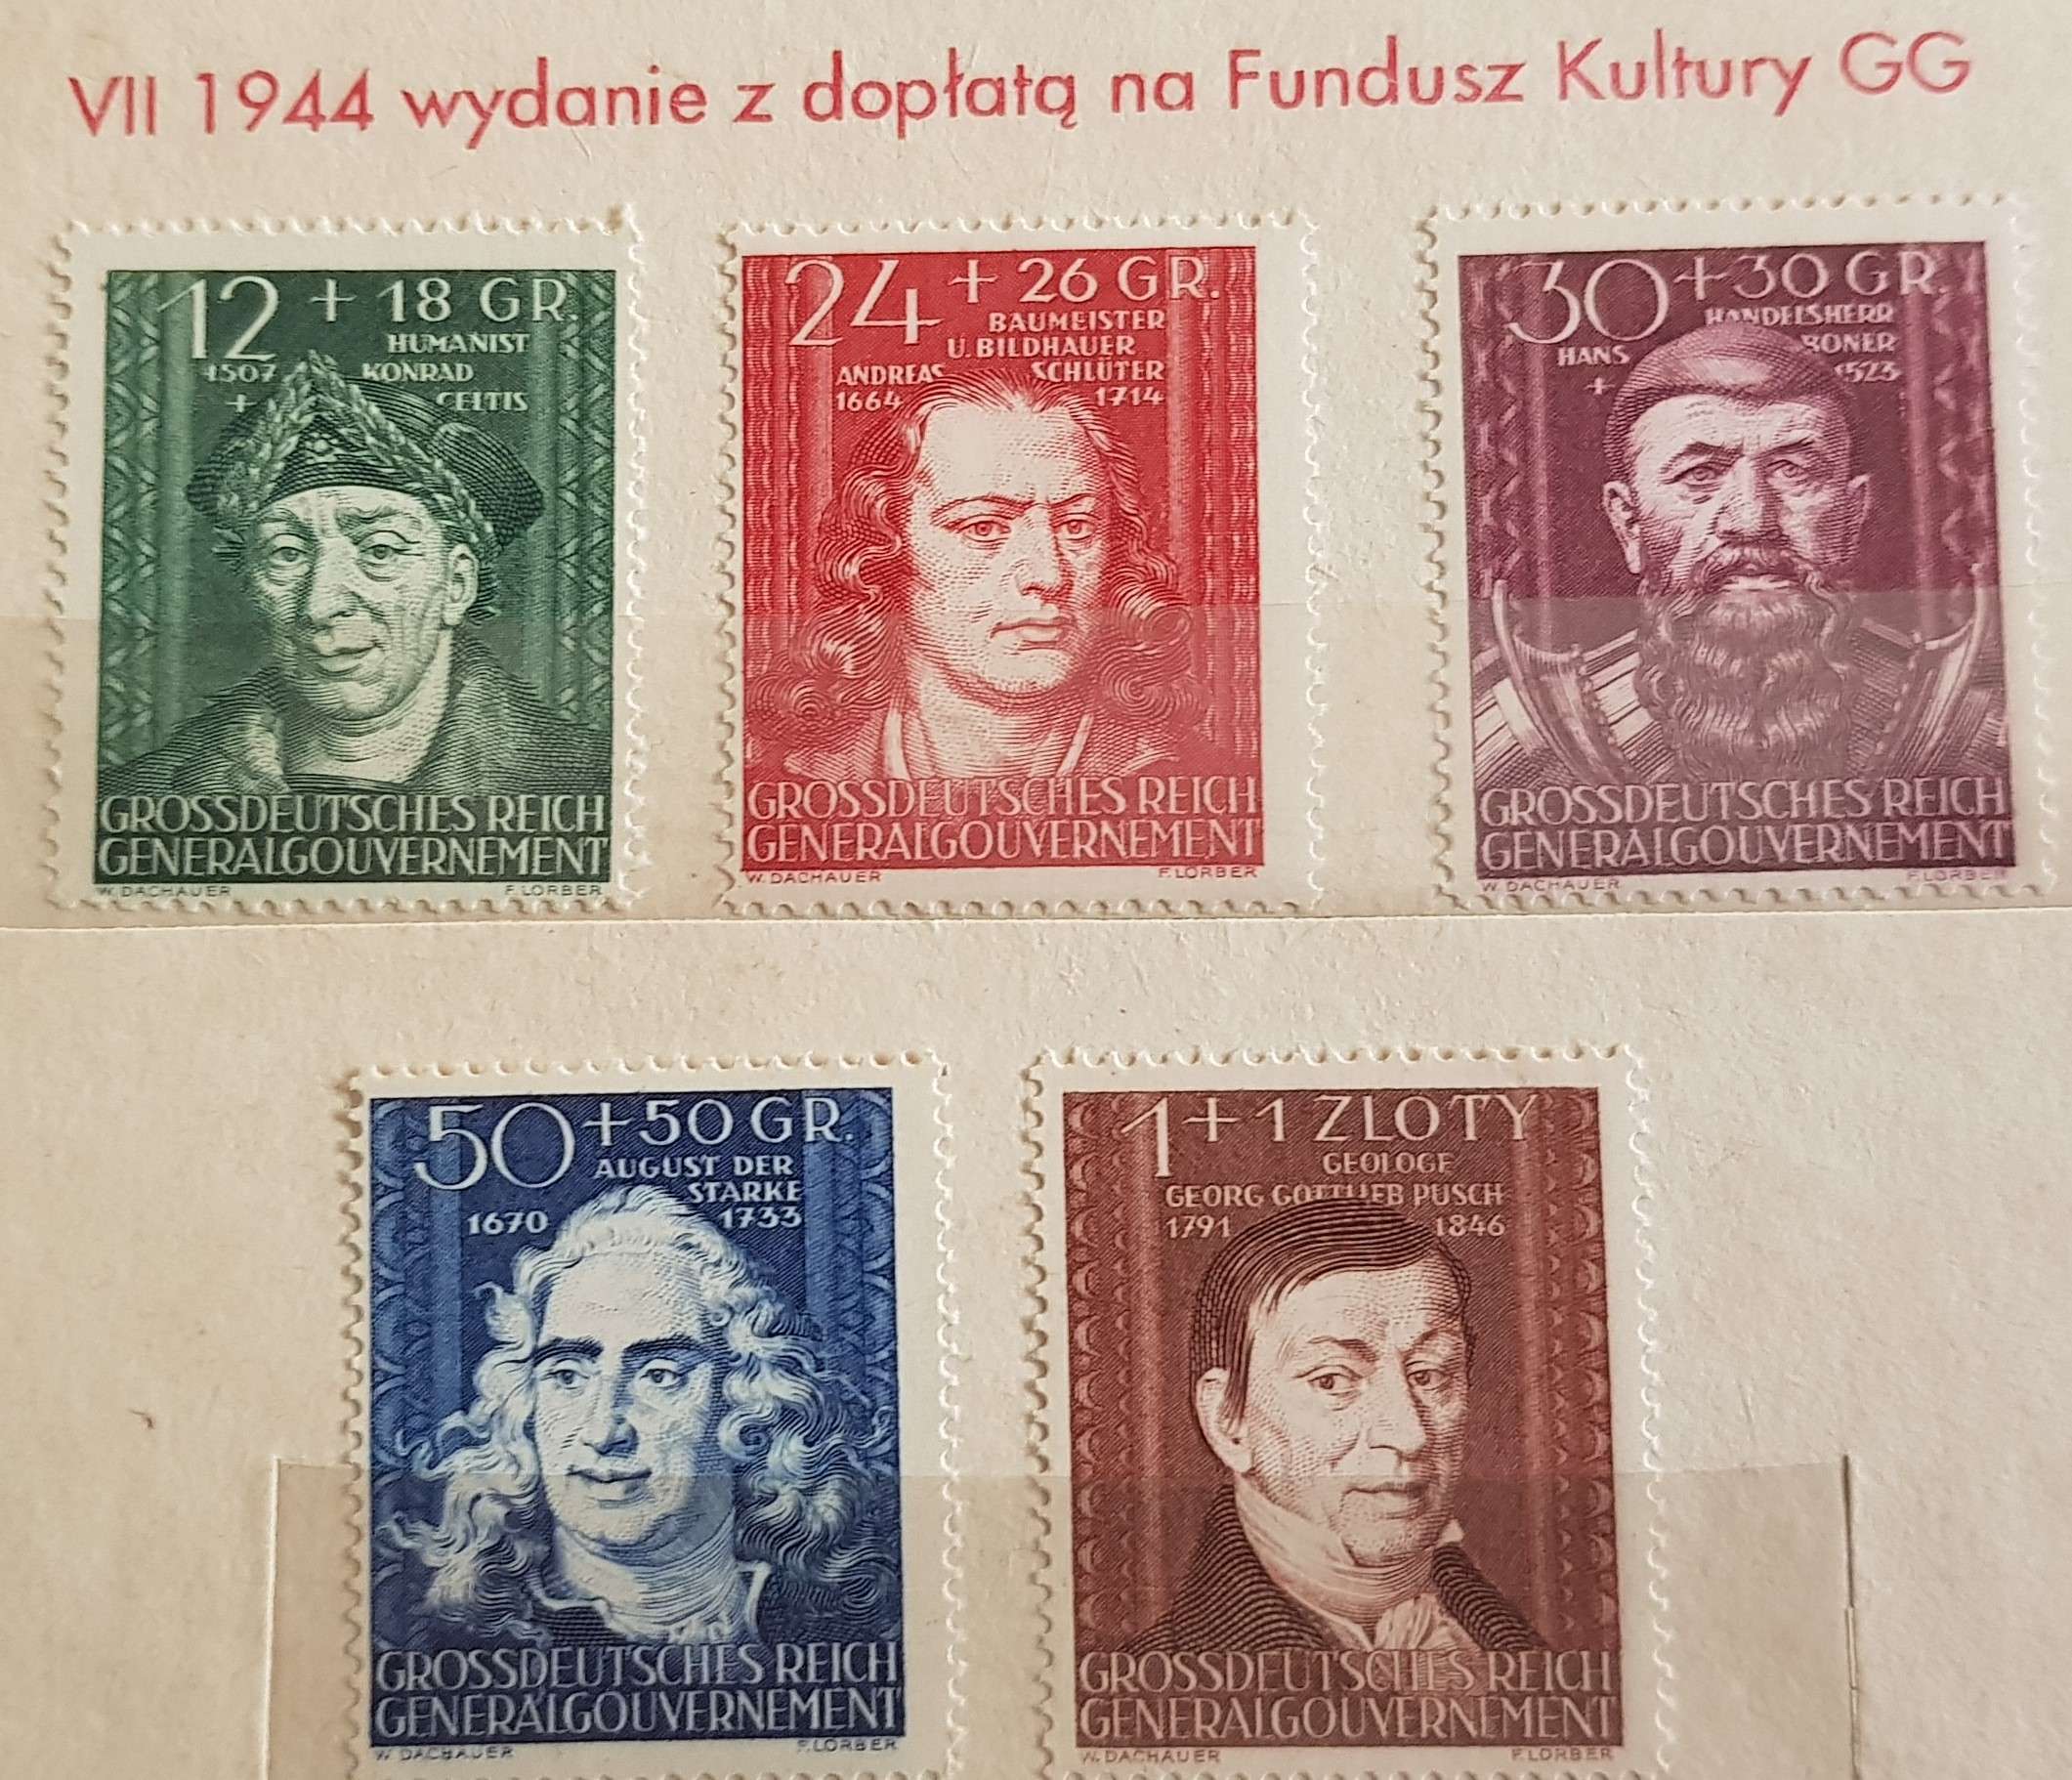 VII 1944 wydanie z dopłatą na Fundusz Kultury GG
12 + 18 GR.
HUMANIST
1507 KONRAD
+ CELTIS
GROSSDEUTSCHES REICH
GENERALGOUVERNEMENT
W. DACHAUER F. LORBER
24 + 26 GR.
BAUMEISTER
U. BILDHAUER
ANDREAS SCHLÜTER
1664 1714
GROSSDEUTSCHES REICH
GENERALGOUVERNEMENT
W. DACHAUER F. LORBER
30 + 30 GR.
HANDELSHERR
HANS BONER
+ 1523
GROSSDEUTSCHES REICH
GENERALGOUVERNEMENT
W. DACHAUER F. LORBER
50 + 50 GR.
AUGUST DER
STARKE
1670 1733
GROSSDEUTSCHES REICH
GENERALGOUVERNEMENT
W. DACHAUER F. LORBER
1 + 1 ZLOTY
GEOLOGE
GEORG GOTTLIEB PUSCH
1791 1846
GROSSDEUTSCHES REICH
GENERALGOUVERNEMENT
W. DACHAUER F. LORBER